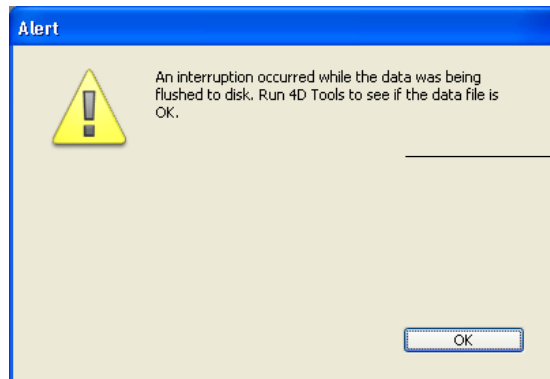 Alert
An interruption occurred while the data was being
flushed to disk. Run 4D Tools to see if the data file is
OK.
OK